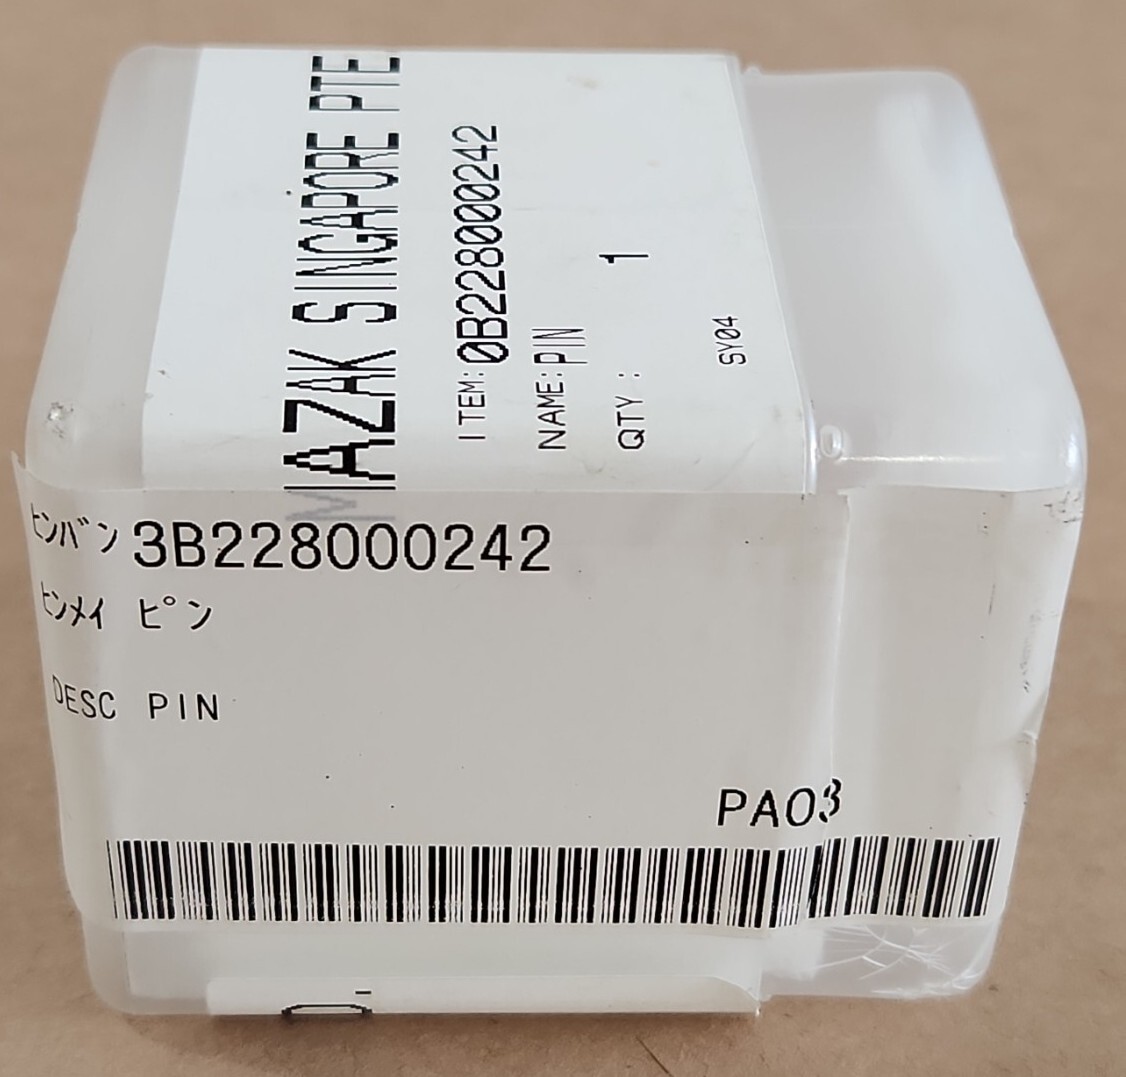 MAZAK SINGAPORE PTE
ITEM:0B228000242
NAME:PIN
QTY: 1
SY04
ヒンバン 3B228000242
ヒンメイ ピン
DESC PIN
PA03